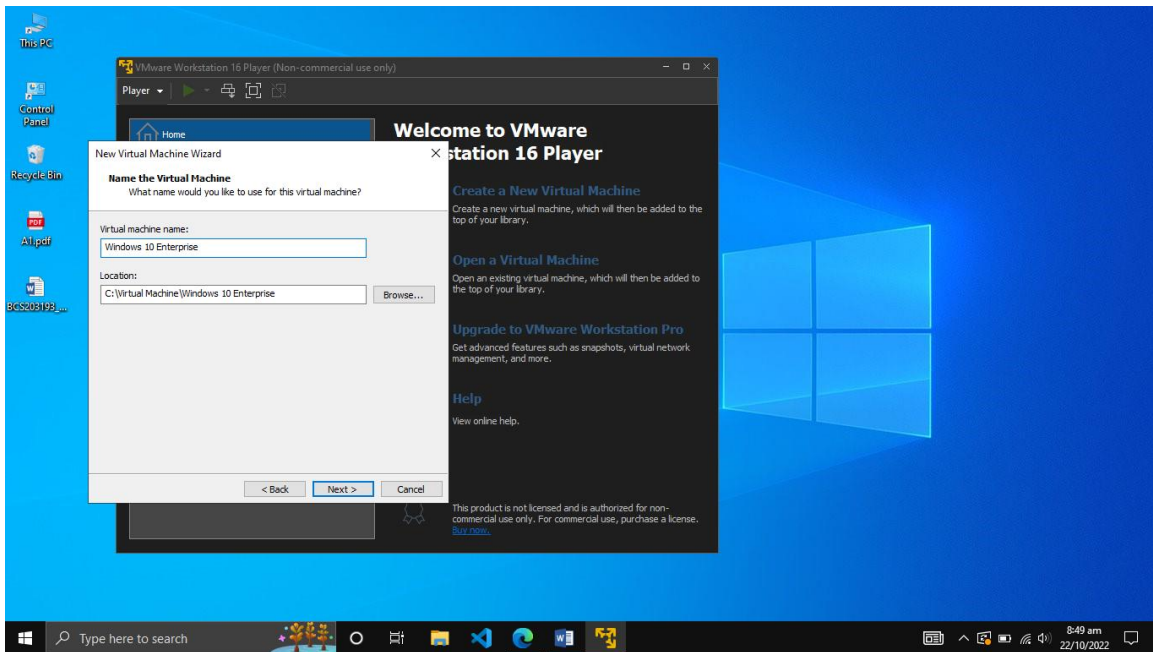 This PC
Control
Panel
Recycle Bin
PDF
A1.pdf
BCS203193_...
VMware Workstation 16 Player (Non-commercial use only)
Player
Home
Welcome to VMware
station 16 Player
Create a New Virtual Machine
Create a new virtual machine, which will then be added to the
top of your library.
Open a Virtual Machine
Open an existing virtual machine, which will then be added to
the top of your library.
Upgrade to VMware Workstation Pro
Get advanced features such as snapshots, virtual network
management, and more.
Help
View online help.
This product is not licensed and is authorized for non-
commercial use only. For commercial use, purchase a license.
Buy now.
New Virtual Machine Wizard
Name the Virtual Machine
What name would you like to use for this virtual machine?
Virtual machine name:
Windows 10 Enterprise
Location:
C:\Virtual Machine\Windows 10 Enterprise
Browse...
< Back
Next >
Cancel
Type here to search
8:49 am
22/10/2022